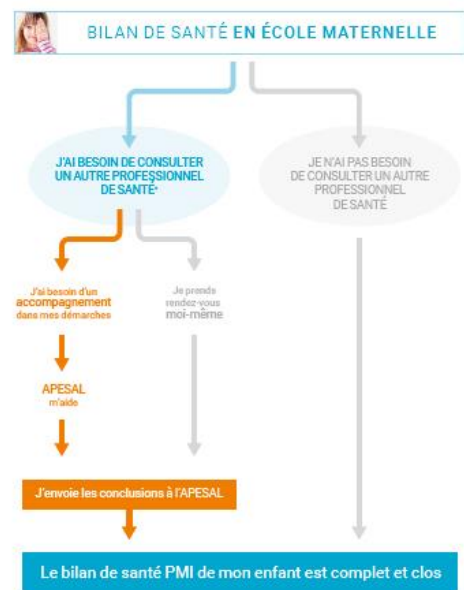 BILAN DE SANTÉ EN ÉCOLE MATERNELLE
J'AI BESOIN DE CONSULTER
UN AUTRE PROFESSIONNEL
DE SANTÉ*
JE N'AI PAS BESOIN
DE CONSULTER UN AUTRE
PROFESSIONNEL
DE SANTÉ
J'ai besoin d'un
accompagnement
dans mes démarches
Je prends
rendez-vous
moi-même
APESAL
m'aide
J'envoie les conclusions à l'APESAL
Le bilan de santé PMI de mon enfant est complet et clos